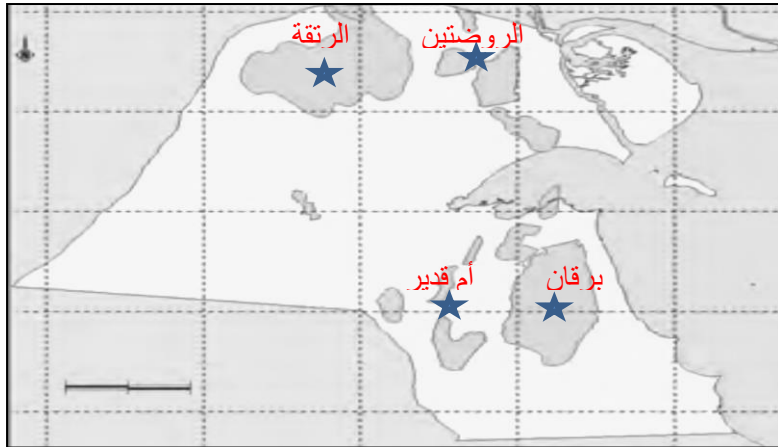 الروضتين
الرتقة
برقان
أم قدير